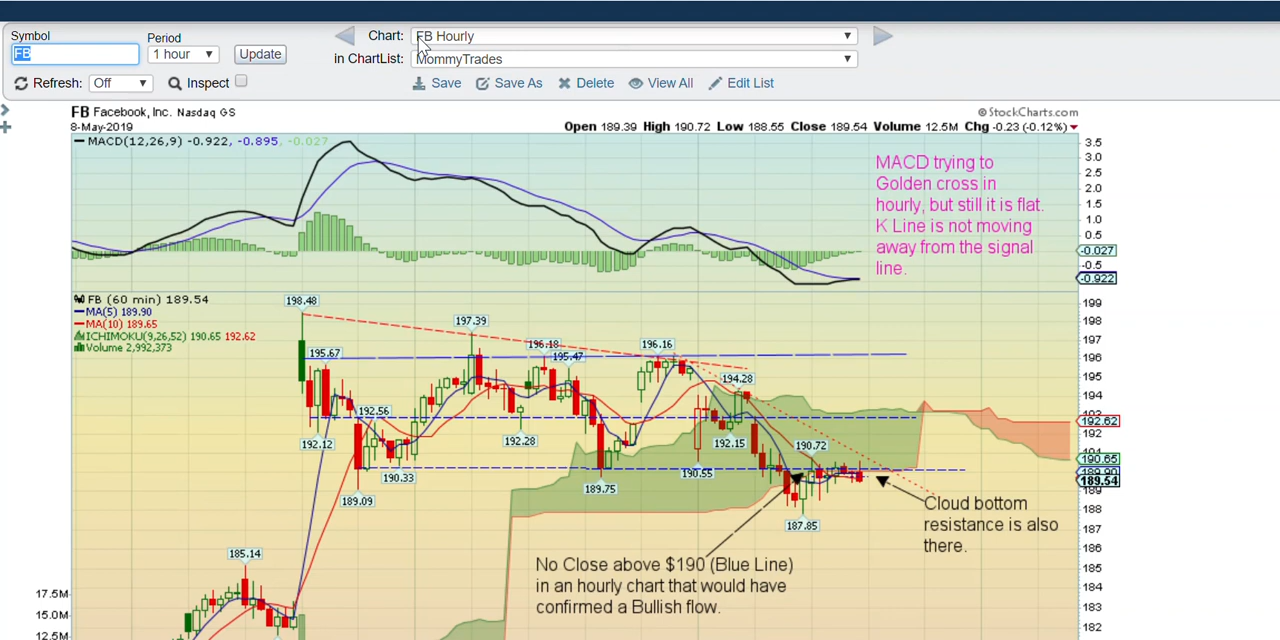 Symbol
Period
Chart: FB Hourly
FB
1 hour
Update
in ChartList: MommyTrades
Refresh: Off
Inspect
Save
Save As
Delete
View All
Edit List
FB Facebook, Inc. Nasdaq GS
© StockCharts.com
8-May-2019
Open 189.39 High 190.72 Low 188.55 Close 189.54 Volume 12.5M Chg -0.23 (-0.12%)
MACD(12,26,9) -0.922, -0.895, -0.027
3.5
3.0
2.5
2.0
1.5
1.0
0.5
-0.027
-0.5
-0.922
MACD trying to
Golden cross in
hourly, but still it is flat.
K Line is not moving
away from the signal
line.
FB (60 min) 189.54
MA(5) 189.90
MA(10) 189.65
ICHIMOKU(9,26,52) 190.65 192.62
Volume 2,992,373
198.48
197.39
196.18
196.16
195.67
195.47
194.28
192.56
192.12
192.28
192.15
190.72
190.33
190.55
189.09
189.75
187.85
185.14
199
198
197
196
195
194
192.62
192
190.65
189.90
189.54
189
188
187
186
185
184
183
182
Cloud bottom
resistance is also
there.
No Close above $190 (Blue Line)
in an hourly chart that would have
confirmed a Bullish flow.
17.5M
15.0M
12.5M